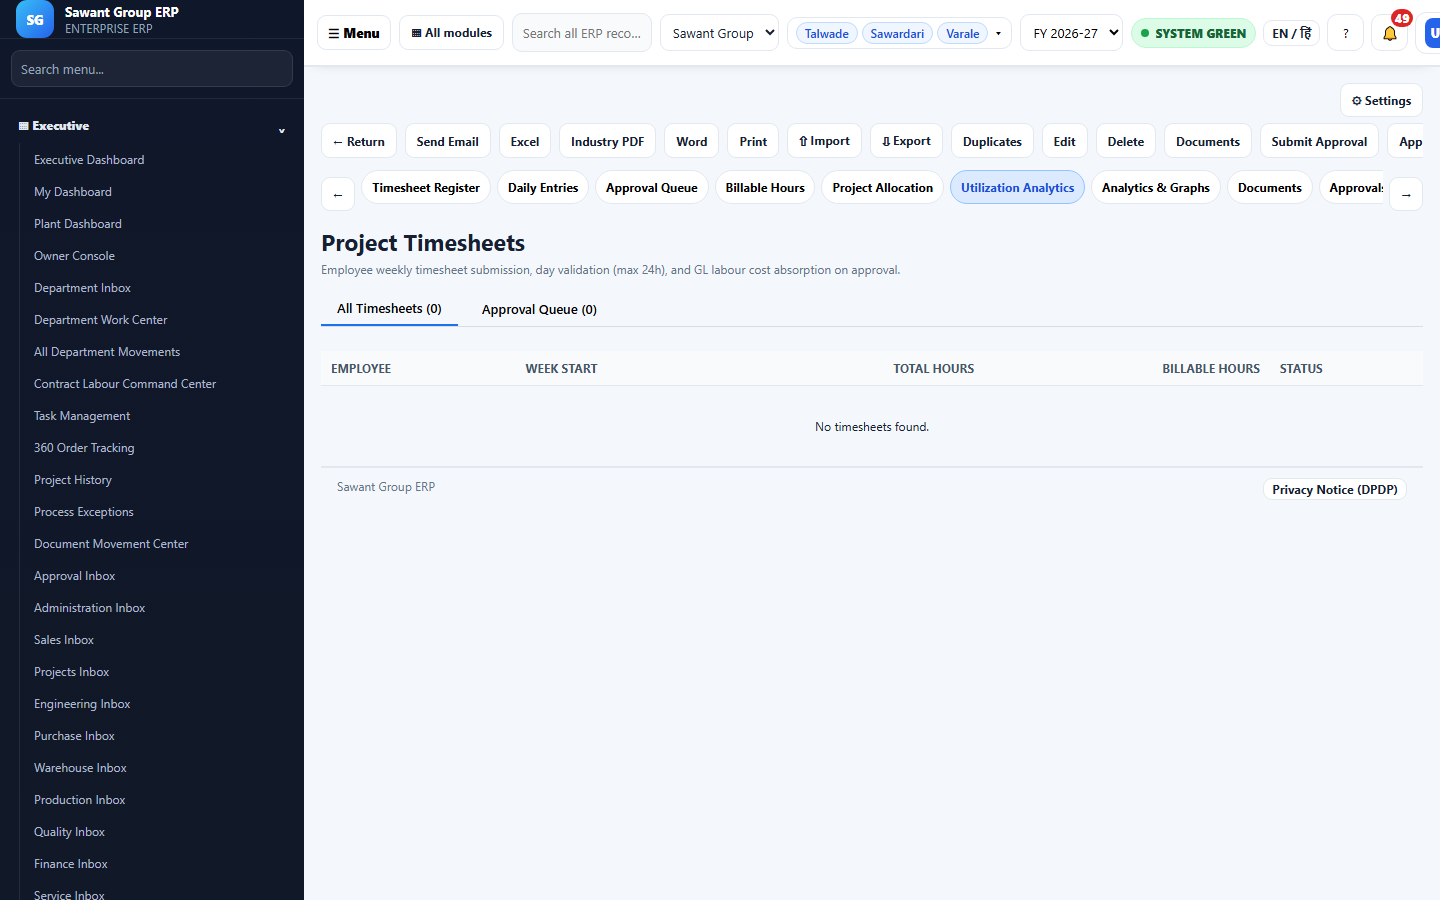 SG
Sawant Group ERP
ENTERPRISE ERP
Search menu...
Executive
Executive Dashboard
My Dashboard
Plant Dashboard
Owner Console
Department Inbox
Department Work Center
All Department Movements
Contract Labour Command Center
Task Management
360 Order Tracking
Project History
Process Exceptions
Document Movement Center
Approval Inbox
Administration Inbox
Sales Inbox
Projects Inbox
Engineering Inbox
Purchase Inbox
Warehouse Inbox
Production Inbox
Quality Inbox
Finance Inbox
Service Inbox
☰ Menu
All modules
Search all ERP reco...
Sawant Group
Talwade Sawardari Varale
FY 2026-27
SYSTEM GREEN
EN / हिं
?
49
U
⚙ Settings
← Return
Send Email
Excel
Industry PDF
Word
Print
⇧ Import
⇩ Export
Duplicates
Edit
Delete
Documents
Submit Approval
App
←
Timesheet Register
Daily Entries
Approval Queue
Billable Hours
Project Allocation
Utilization Analytics
Analytics & Graphs
Documents
Approvals
→
Project Timesheets
Employee weekly timesheet submission, day validation (max 24h), and GL labour cost absorption on approval.
All Timesheets (0)
Approval Queue (0)
EMPLOYEE WEEK START TOTAL HOURS BILLABLE HOURS STATUS
No timesheets found.
Sawant Group ERP
Privacy Notice (DPDP)